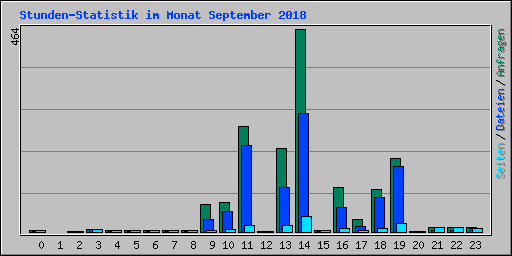 Stunden-Statistik im Monat September 2018
464
Seiten / Dateien / Anfragen
0 1 2 3 4 5 6 7 8 9 10 11 12 13 14 15 16 17 18 19 20 21 22 23